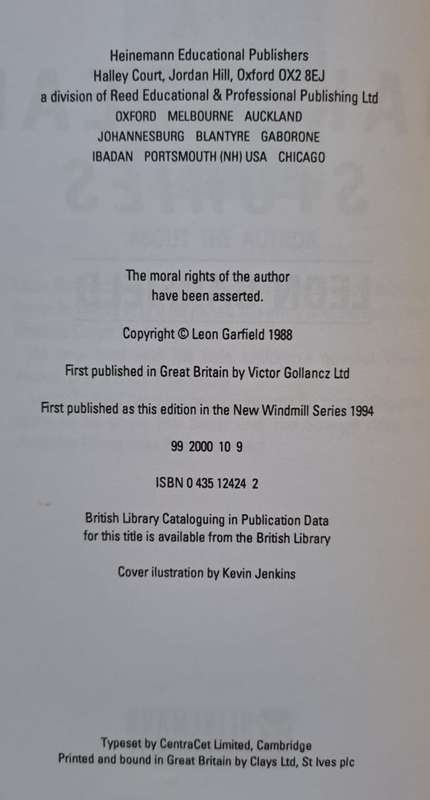 Heinemann Educational Publishers
Halley Court, Jordan Hill, Oxford OX2 8EJ
a division of Reed Educational & Professional Publishing Ltd
OXFORD MELBOURNE AUCKLAND
JOHANNESBURG BLANTYRE GABORONE
IBADAN PORTSMOUTH (NH) USA CHICAGO
The moral rights of the author
have been asserted.
Copyright © Leon Garfield 1988
First published in Great Britain by Victor Gollancz Ltd
First published as this edition in the New Windmill Series 1994
99 2000 10 9
ISBN 0 435 12424 2
British Library Cataloguing in Publication Data
for this title is available from the British Library
Cover ilustration by Kevin Jenkins
Typeset by CentraCet Limited, Cambridge
Printed and bound in Great Britain by Clays Ltd, St Ives plc